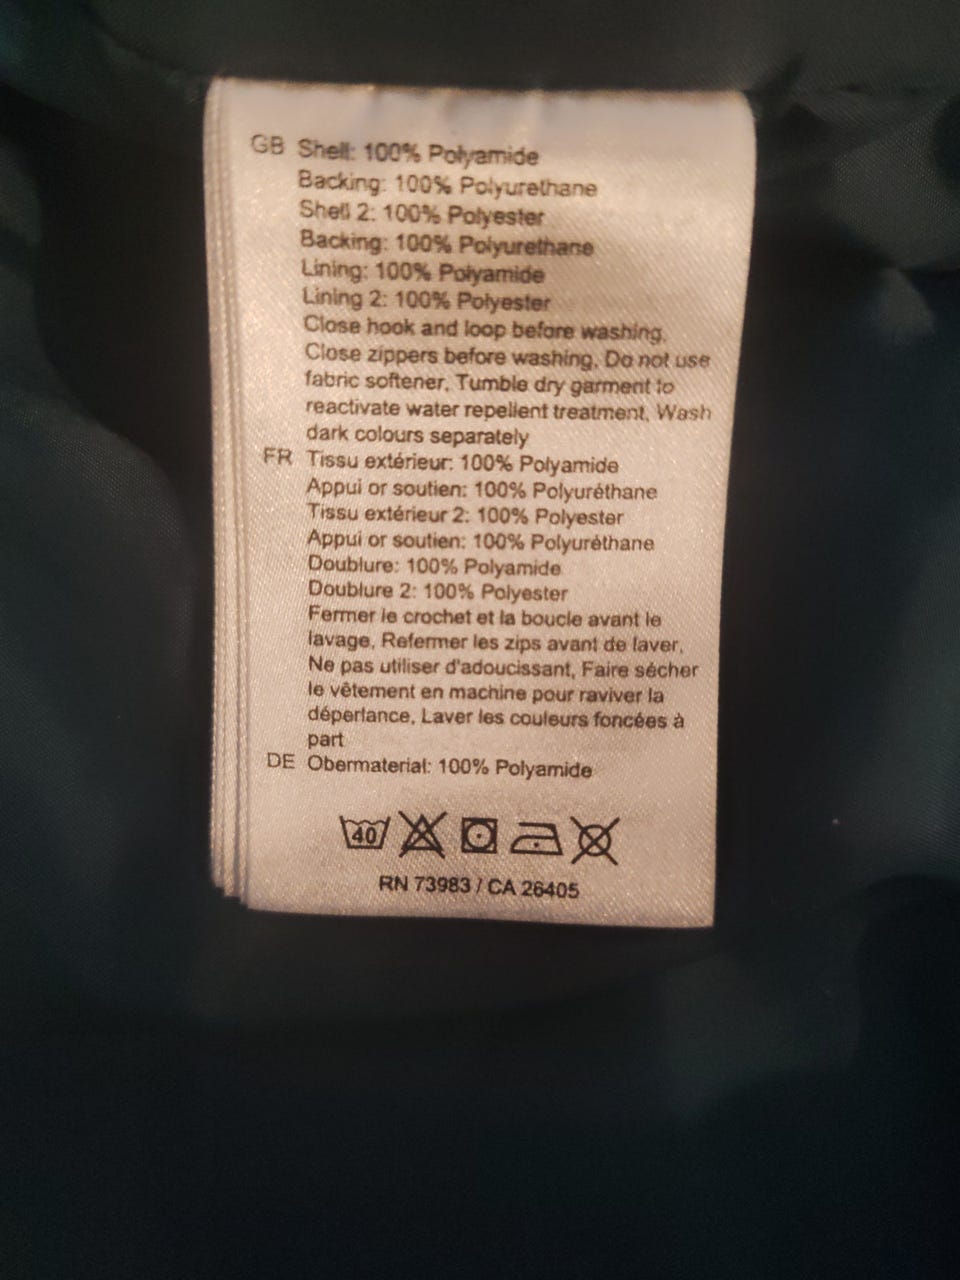 GB Shell: 100% Polyamide
Backing: 100% Polyurethane
Shell 2: 100% Polyester
Backing: 100% Polyurethane
Lining: 100% Polyamide
Lining 2: 100% Polyester
Close hook and loop before washing,
Close zippers before washing, Do not use
fabric softener, Tumble dry garment to
reactivate water repellent treatment, Wash
dark colours separately
FR Tissu extérieur: 100% Polyamide
Appui or soutien: 100% Polyuréthane
Tissu extérieur 2: 100% Polyester
Appui or soutien: 100% Polyuréthane
Doublure: 100% Polyamide
Doublure 2: 100% Polyester
Fermer le crochet et la boucle avant le
lavage, Refermer les zips avant de laver,
Ne pas utiliser d'adoucissant, Faire sécher
le vêtement en machine pour raviver la
déperlance, Laver les couleurs foncées à
part
DE Obermaterial: 100% Polyamide
40
RN 73983 / CA 26405